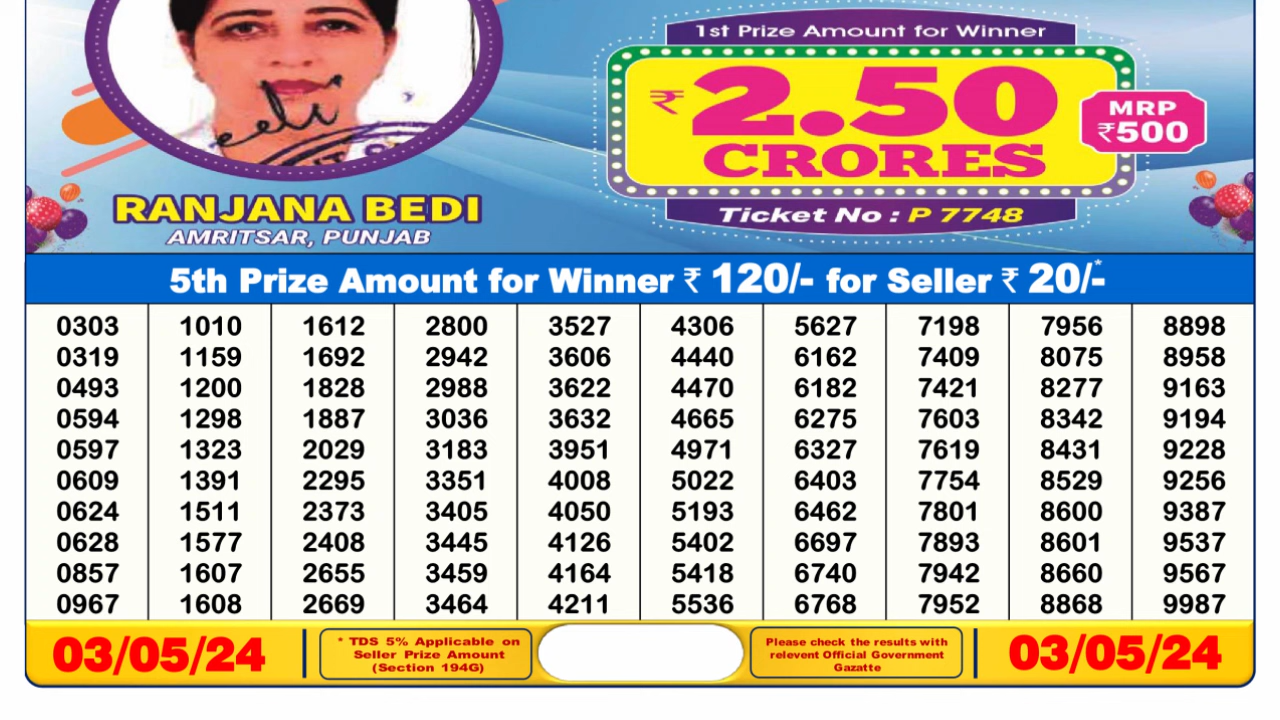 1st Prize Amount for Winner
₹ 2.50
CRORES
MRP
₹500
Ticket No : P 7748
RANJANA BEDI
AMRITSAR, PUNJAB
5th Prize Amount for Winner ₹ 120/- for Seller ₹ 20/-*
0303 1010 1612 2800 3527 4306 5627 7198 7956 8898
0319 1159 1692 2942 3606 4440 6162 7409 8075 8958
0493 1200 1828 2988 3622 4470 6182 7421 8277 9163
0594 1298 1887 3036 3632 4665 6275 7603 8342 9194
0597 1323 2029 3183 3951 4971 6327 7619 8431 9228
0609 1391 2295 3351 4008 5022 6403 7754 8529 9256
0624 1511 2373 3405 4050 5193 6462 7801 8600 9387
0628 1577 2408 3445 4126 5402 6697 7893 8601 9537
0857 1607 2655 3459 4164 5418 6740 7942 8660 9567
0967 1608 2669 3464 4211 5536 6768 7952 8868 9987
03/05/24
* TDS 5% Applicable on
Seller Prize Amount
(Section 194G)
Please check the results with
relevent Official Government
Gazatte
03/05/24